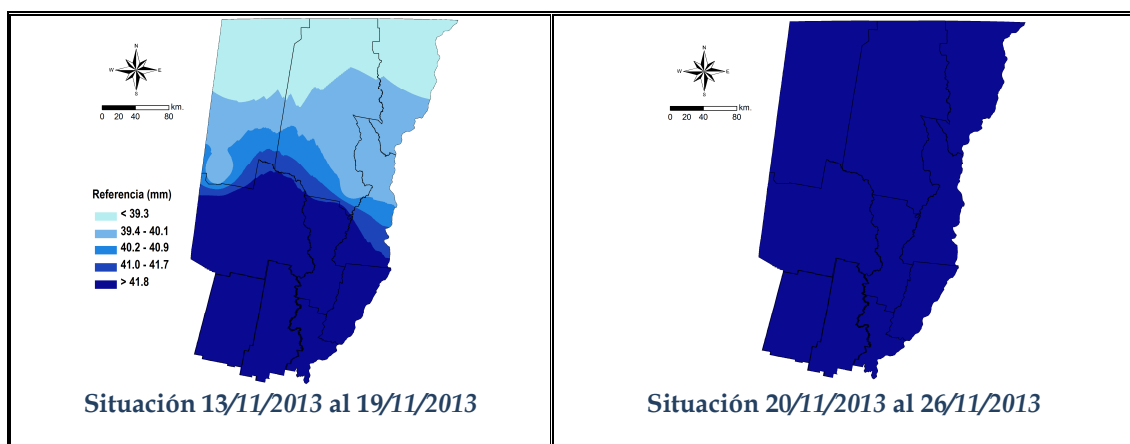 N
W E
S
km.
0 20 40 80
Referencia (mm)
< 39.3
39.4 - 40.1
40.2 - 40.9
41.0 - 41.7
> 41.8
Situación 13/11/2013 al 19/11/2013
N
W E
S
km.
0 20 40 80
Situación 20/11/2013 al 26/11/2013